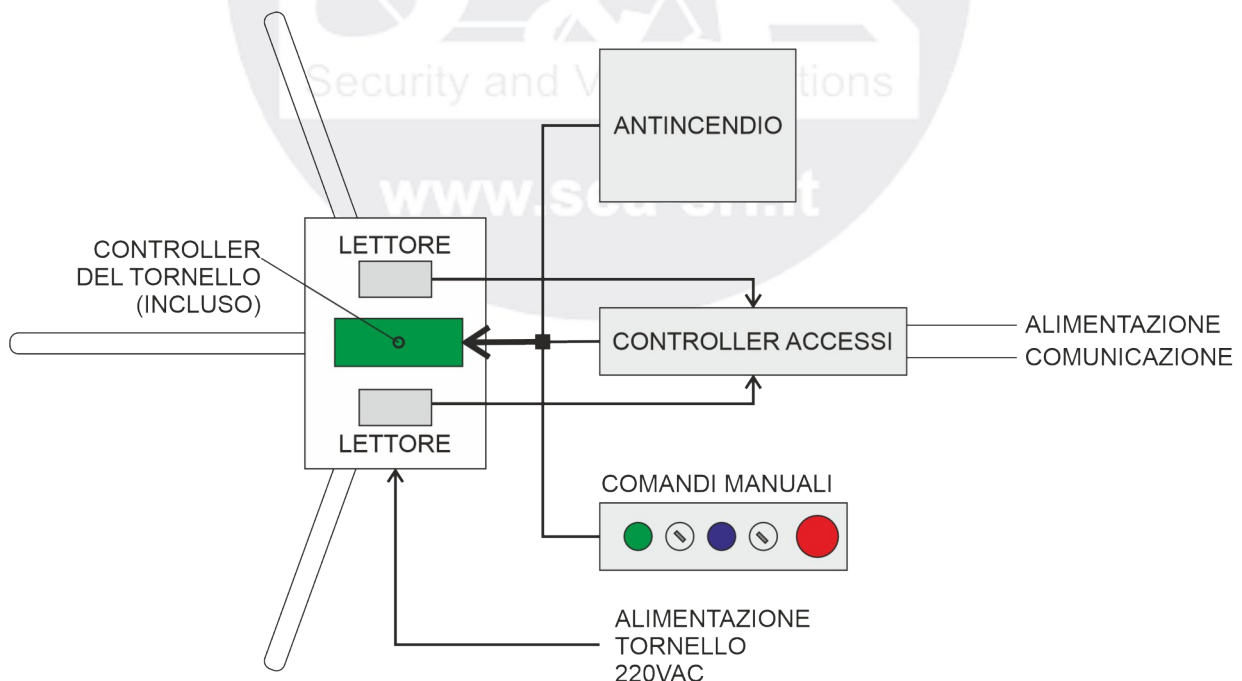 Security and V
tions
ANTINCENDIO
www.s
LETTORE
CONTROLLER
DEL TORNELLO
(INCLUSO)
CONTROLLER ACCESSI
ALIMENTAZIONE
COMUNICAZIONE
LETTORE
COMANDI MANUALI
ALIMENTAZIONE
TORNELLO
220VAC